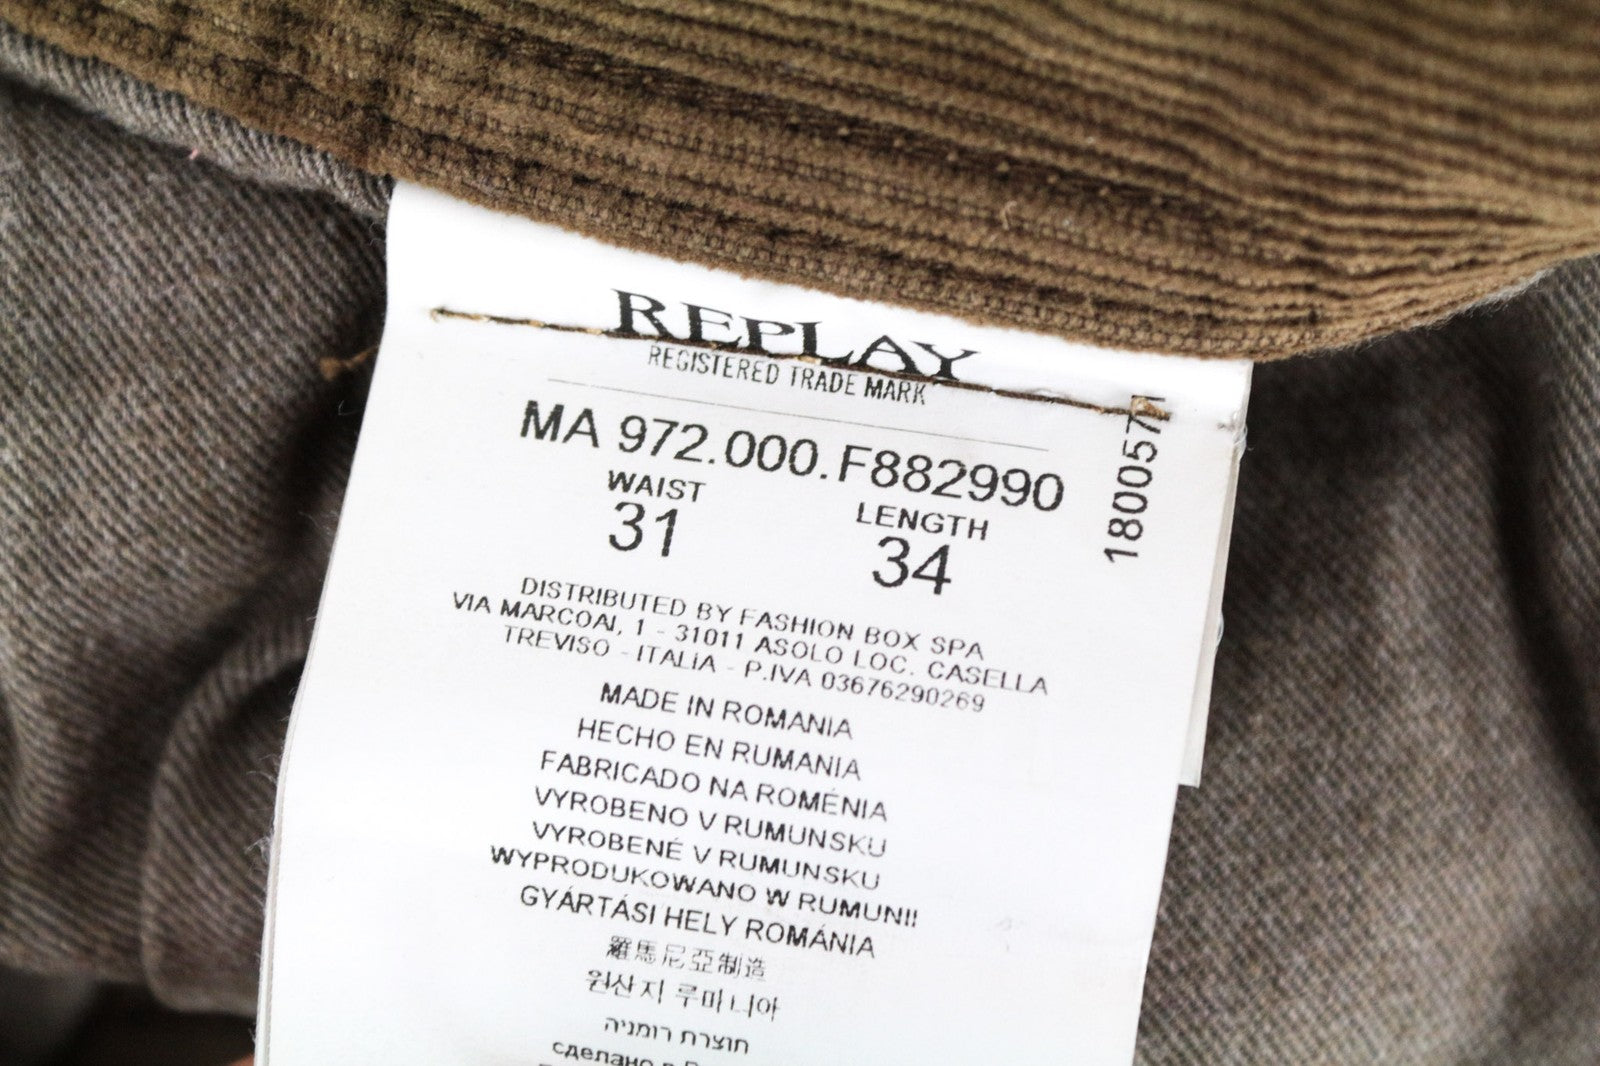 REPLAY
REGISTERED TRADE MARK
MA 972.000.F882990
180057
WAIST LENGTH
31 34
DISTRIBUTED BY FASHION BOX SPA
VIA MARCOAI, 1 - 31011 ASOLO LOC. CASELLA
TREVISO - ITALIA - P.IVA 03676290269
MADE IN ROMANIA
HECHO EN RUMANIA
FABRICADO NA ROMÉNIA
VYROBENO V RUMUNSKU
VYROBENÉ V RUMUNSKU
WYPRODUKOWANO W RUMUN!!
GYÁRTÁSI HELY ROMÁNIA
羅馬尼亞制造
원산지 루마니아
תוצרת רומניה
сделано в